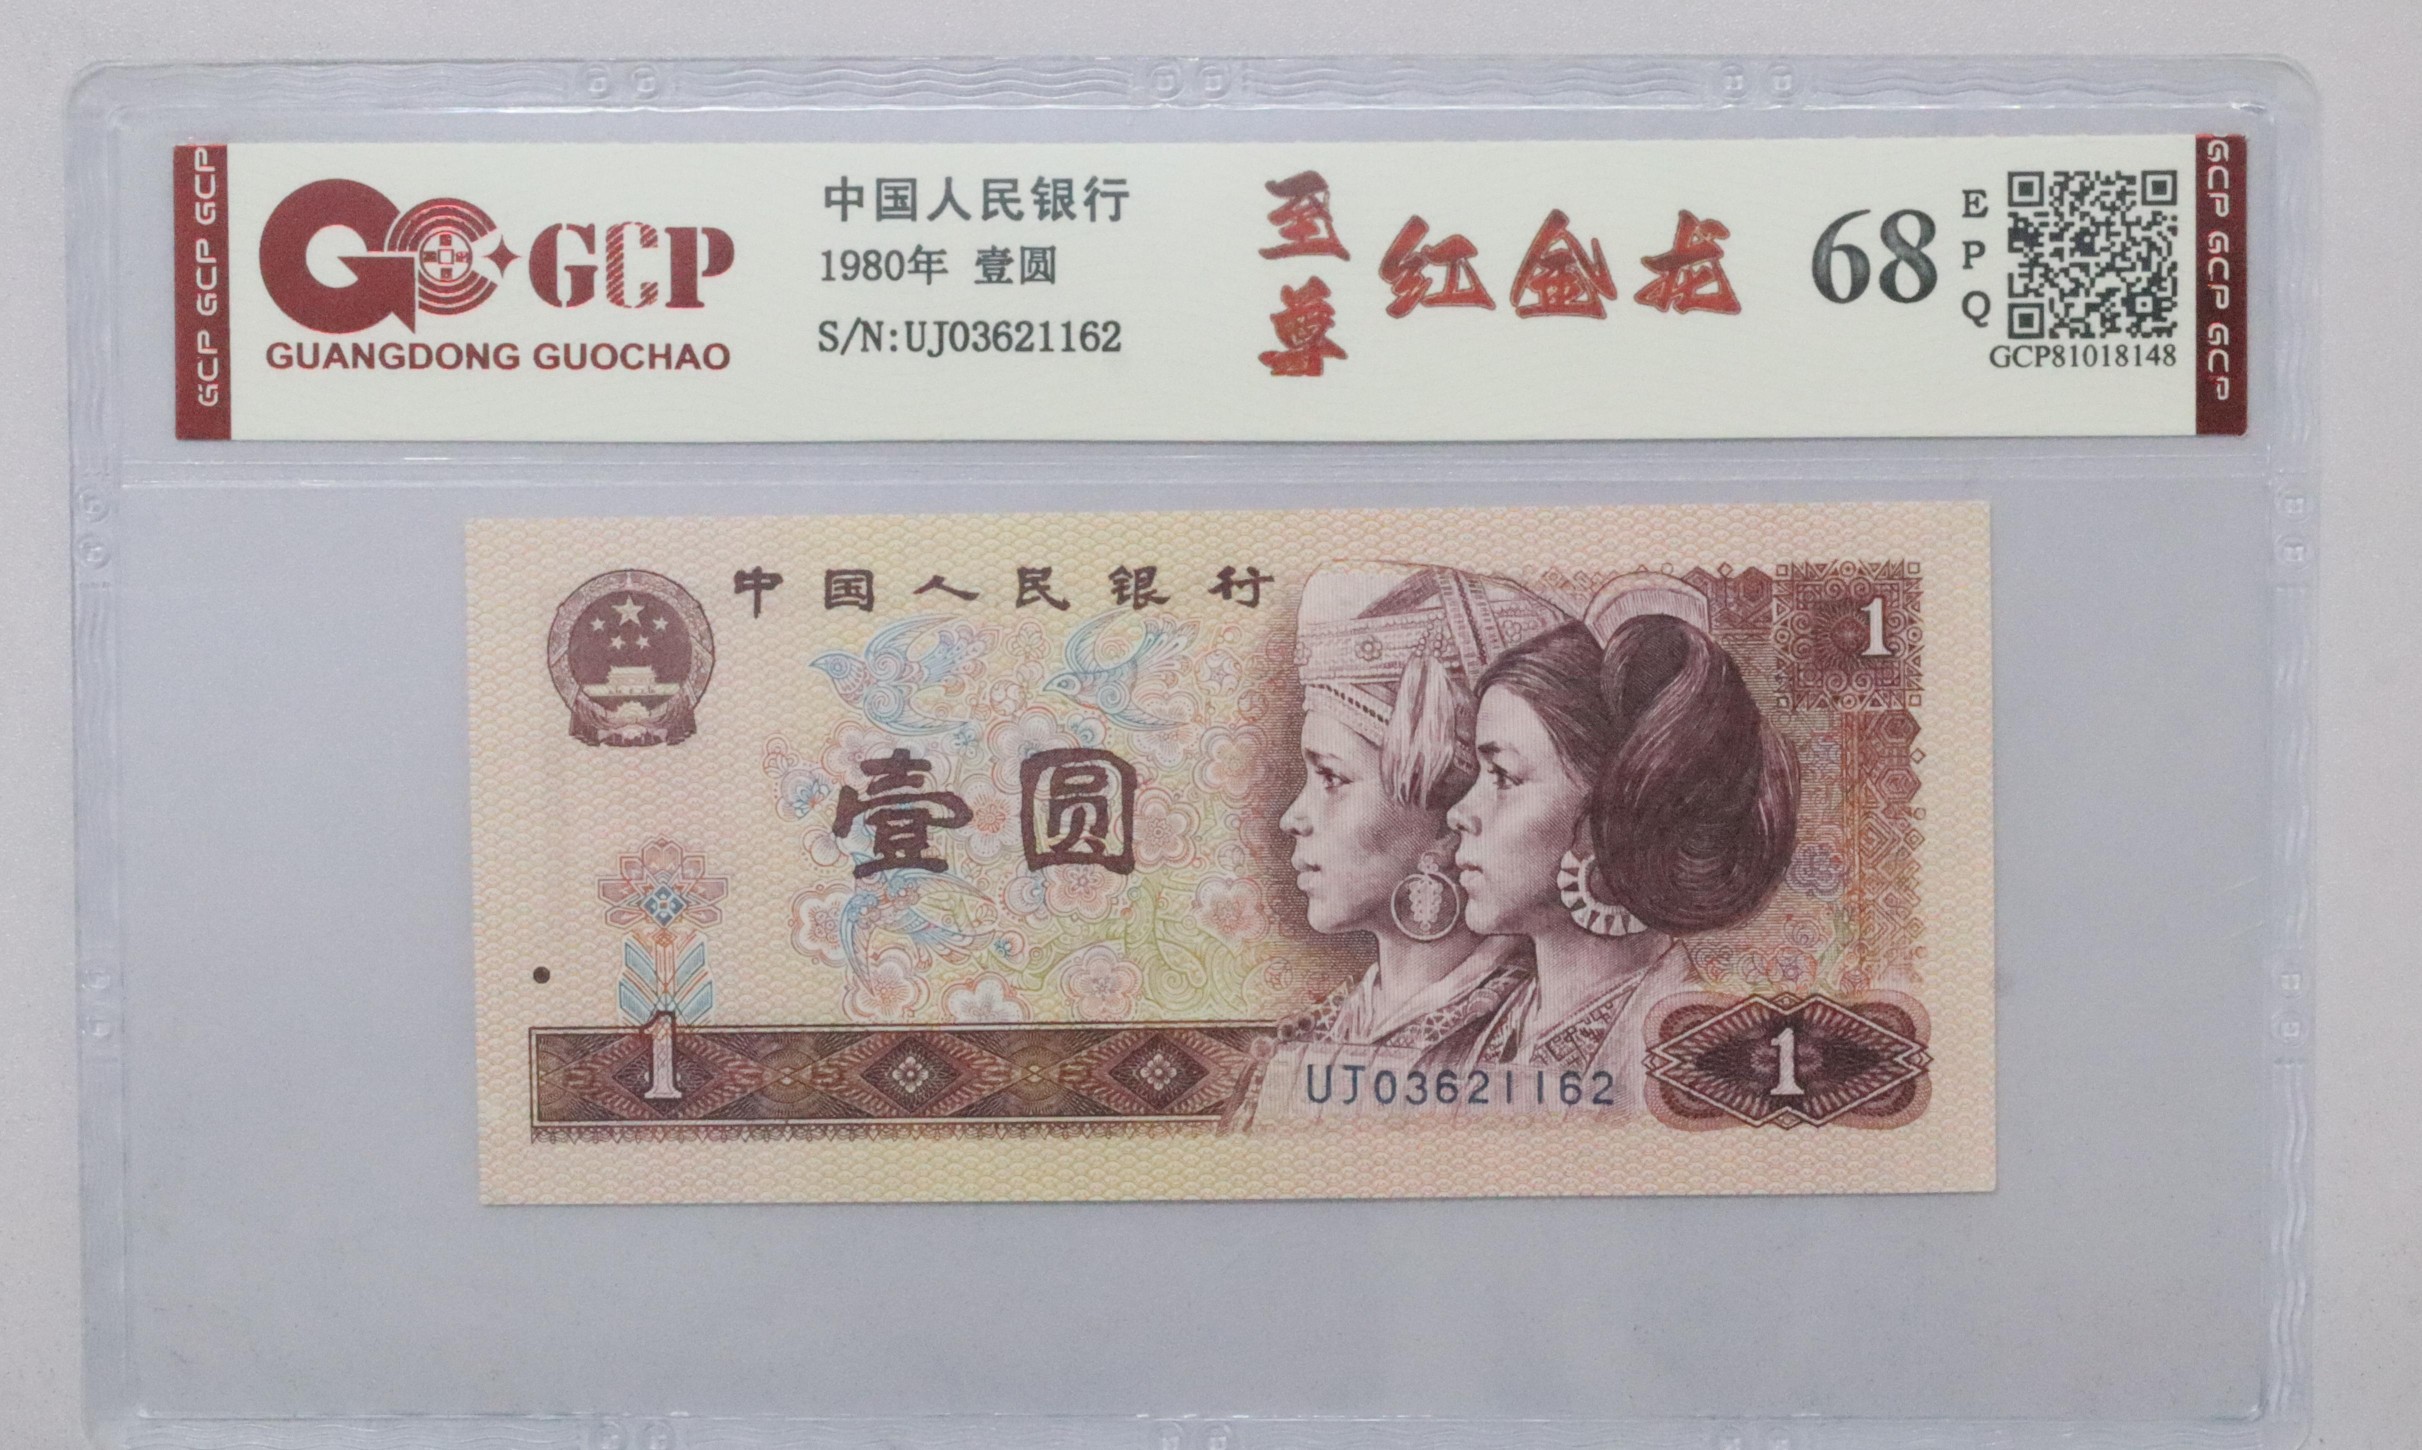 GCP GCP GCP
GCP
GUANGDONG GUOCHAO
中国人民银行
1980年 壹圆
S/N:UJ03621162
至尊
红金龙
68
EPQ
GCP81018148
GCP GCP GCP
中国人民银行
1
壹圆
1
UJ03621162
1